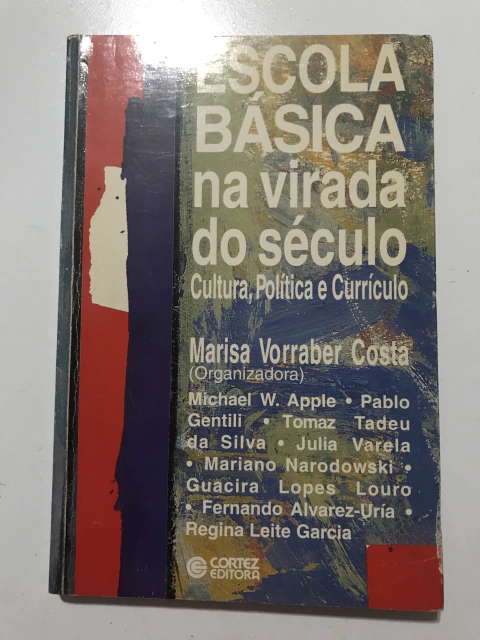 ESCOLA
BÁSICA
na virada
do século
Cultura, Política e Currículo
Marisa Vorraber Costa
(Organizadora)
Michael W. Apple • Pablo
Gentili • Tomaz Tadeu
da Silva • Julia Varela
• Mariano Narodowski •
Guacira Lopes Louro
• Fernando Alvarez-Uría •
Regina Leite Garcia
CORTEZ
EDITORA